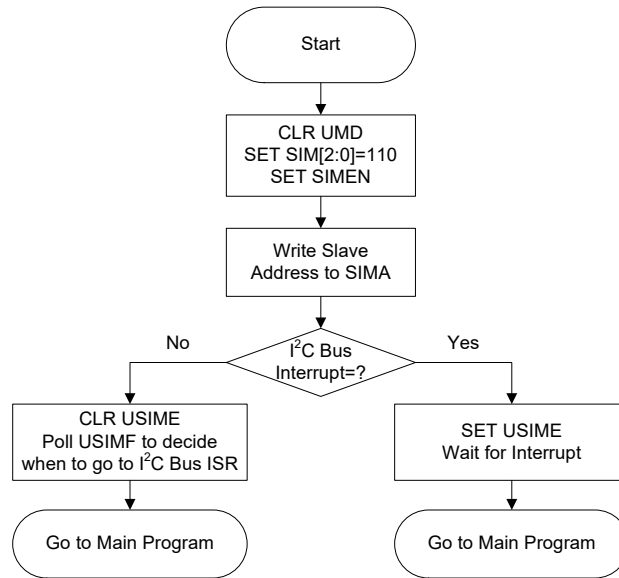 Start
CLR UMD
SET SIM[2:0]=110
SET SIMEN
Write Slave
Address to SIMA
I²C Bus
Interrupt=?
No
Yes
CLR USIME
Poll USIMF to decide
when to go to I²C Bus ISR
SET USIME
Wait for Interrupt
Go to Main Program
Go to Main Program